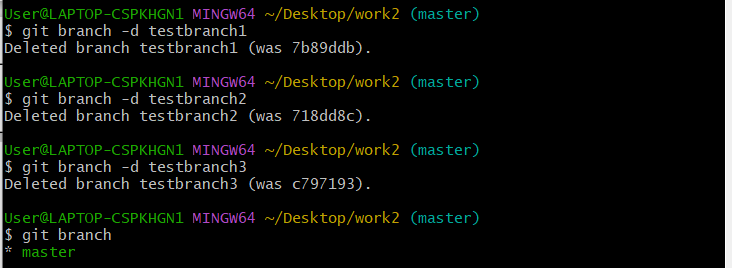 User@LAPTOP-CSPKHGN1 MINGW64 ~/Desktop/work2 (master)
$ git branch -d testbranch1
Deleted branch testbranch1 (was 7b89ddb).
User@LAPTOP-CSPKHGN1 MINGW64 ~/Desktop/work2 (master)
$ git branch -d testbranch2
Deleted branch testbranch2 (was 718dd8c).
User@LAPTOP-CSPKHGN1 MINGW64 ~/Desktop/work2 (master)
$ git branch -d testbranch3
Deleted branch testbranch3 (was c797193).
User@LAPTOP-CSPKHGN1 MINGW64 ~/Desktop/work2 (master)
$ git branch
* master